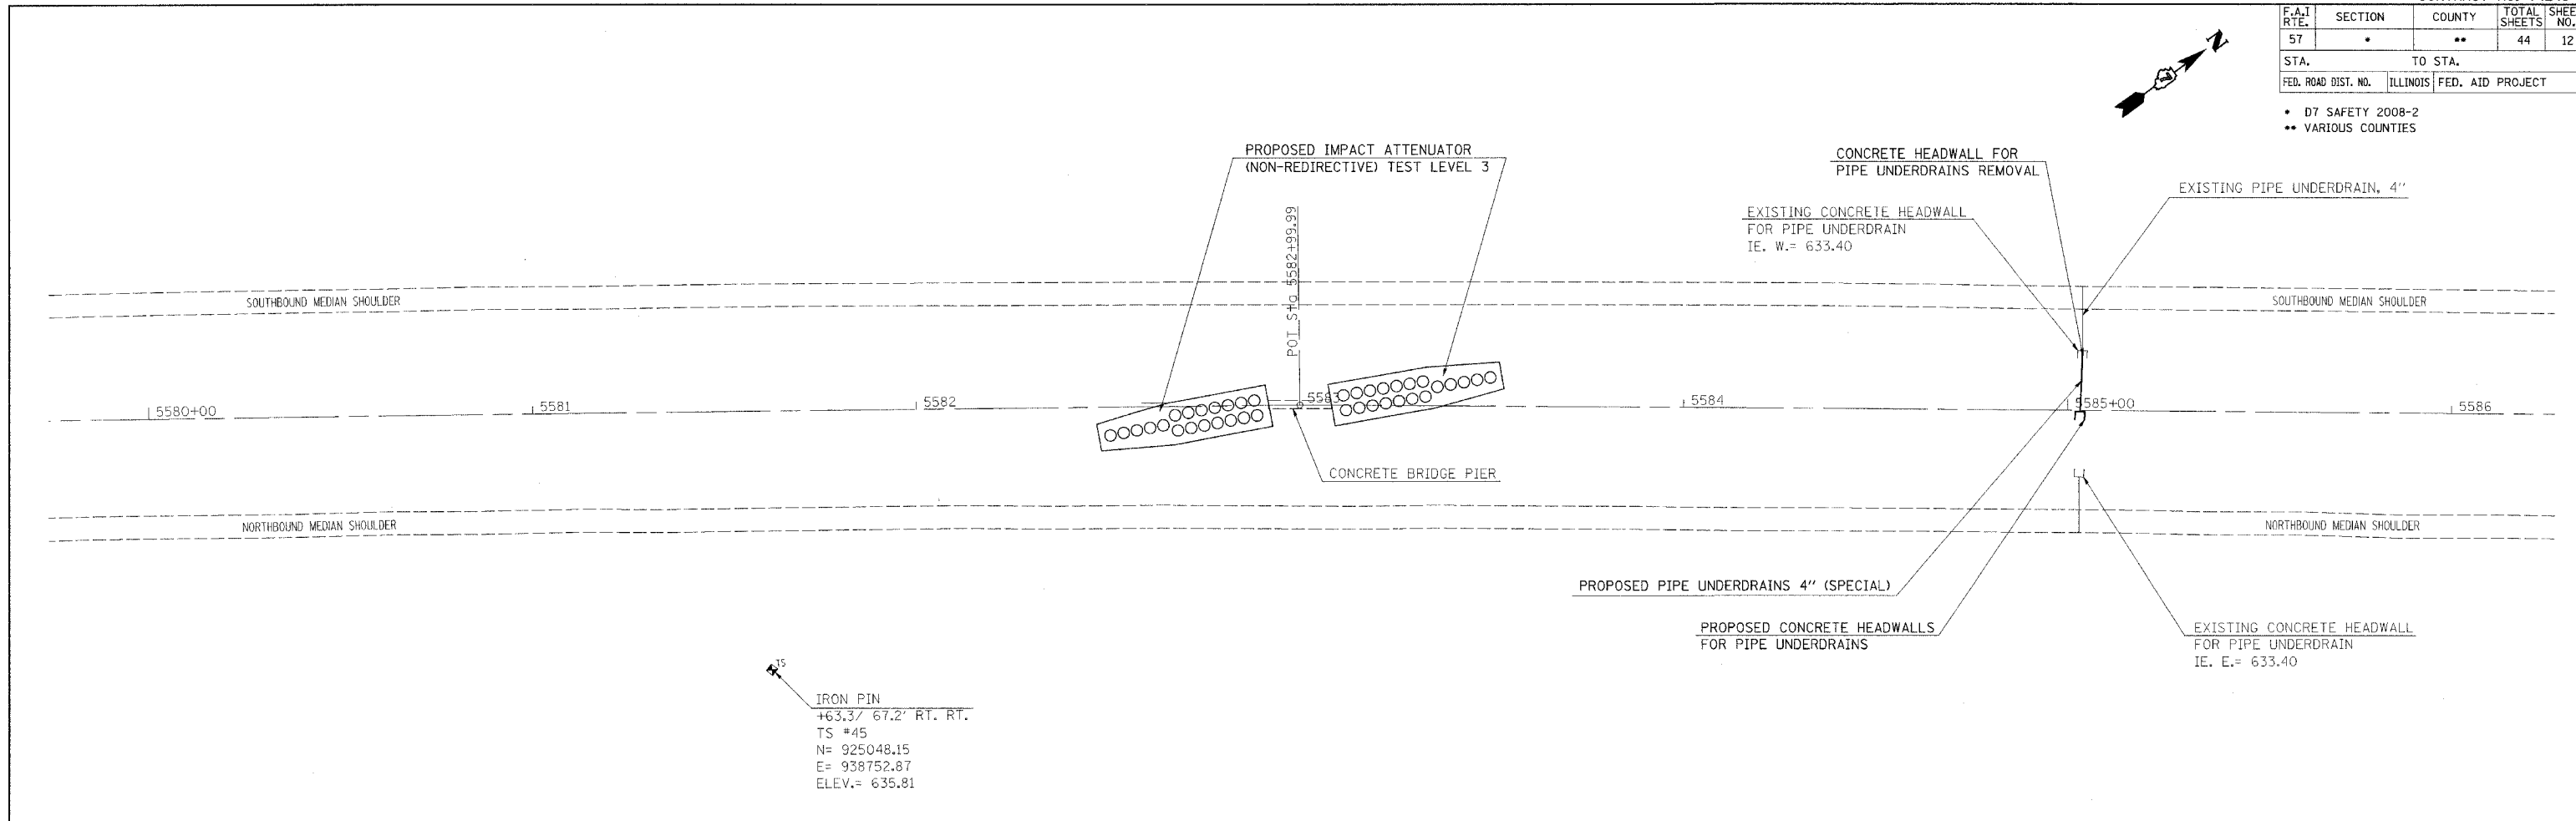 F.A.I RTE. SECTION COUNTY TOTAL SHEETS NO.
57 * ** 44 12
STA. TO STA.
FED. ROAD DIST. NO. ILLINOIS FED. AID PROJECT
* D7 SAFETY 2008-2
** VARIOUS COUNTIES
N
PROPOSED IMPACT ATTENUATOR
(NON-REDIRECTIVE) TEST LEVEL 3
CONCRETE HEADWALL FOR
PIPE UNDERDRAINS REMOVAL
EXISTING PIPE UNDERDRAIN, 4"
EXISTING CONCRETE HEADWALL
FOR PIPE UNDERDRAIN
IE. W.= 633.40
POT Sta 5582+99.99
SOUTHBOUND MEDIAN SHOULDER
SOUTHBOUND MEDIAN SHOULDER
5580+00
5581
5582
5583
5584
5585+00
5586
CONCRETE BRIDGE PIER
NORTHBOUND MEDIAN SHOULDER
NORTHBOUND MEDIAN SHOULDER
PROPOSED PIPE UNDERDRAINS 4" (SPECIAL)
PROPOSED CONCRETE HEADWALLS
FOR PIPE UNDERDRAINS
EXISTING CONCRETE HEADWALL
FOR PIPE UNDERDRAIN
IE. E.= 633.40
TS
IRON PIN
+63.3/ 67.2' RT. RT.
TS #45
N= 925048.15
E= 938752.87
ELEV.= 635.81